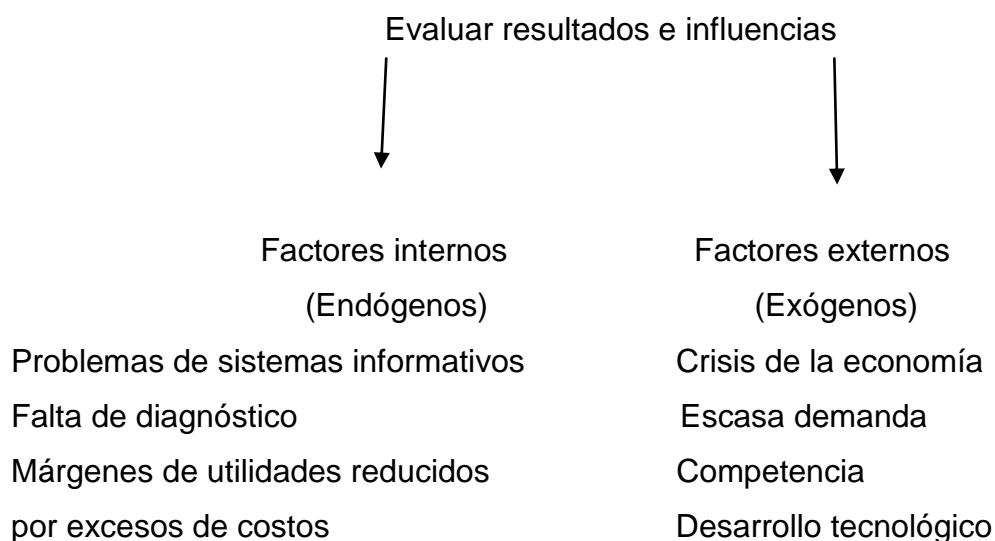 Evaluar resultados e influencias
Factores internos
(Endógenos)
Problemas de sistemas informativos
Falta de diagnóstico
Márgenes de utilidades reducidos
por excesos de costos
Factores externos
(Exógenos)
Crisis de la economía
Escasa demanda
Competencia
Desarrollo tecnológico